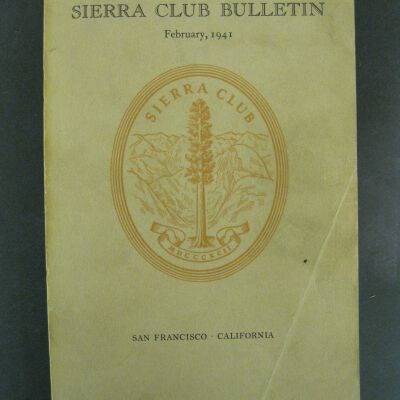 SIERRA CLUB BULLETIN
February, 1941
SIERRA CLUB
MDCCCXCII
SAN FRANCISCO · CALIFORNIA